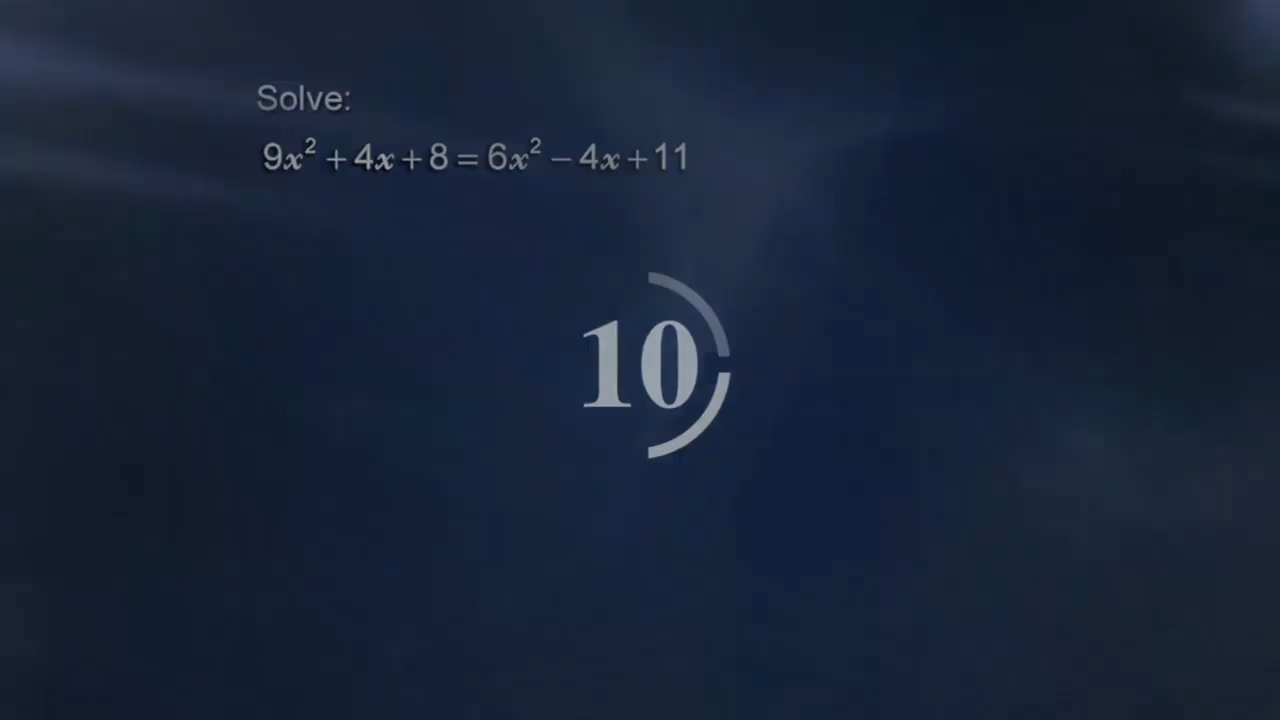 Solve:
9x² + 4x + 8 = 6x² − 4x + 11
10